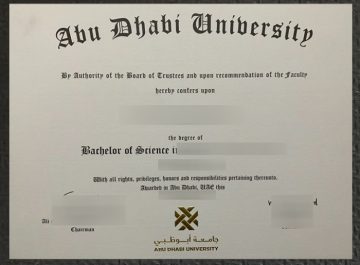 Abu Dhabi University
By Authority of the Board of Trustees and upon recommendation of the Faculty
hereby confers upon
the degree of
Bachelor of Science i
With all rights, privileges, honors and responsibilities pertaining thereunto.
Awarded in Abu Dhabi, UAE this
Ali
Chairman
جامعة أبوظبي
ABU DHABI UNIVERSITY